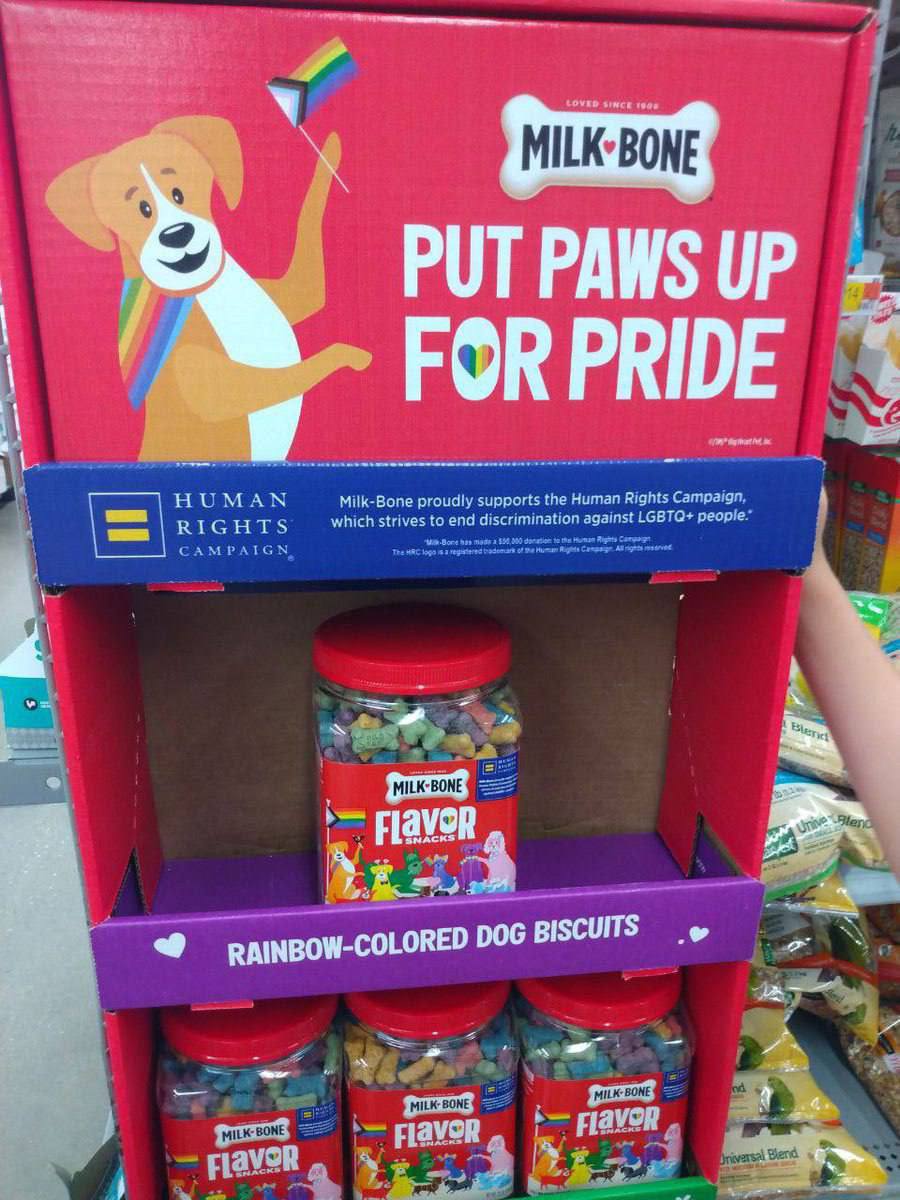 LOVED SINCE 1908
MILK-BONE
PUT PAWS UP
FOR PRIDE
HUMAN
RIGHTS
CAMPAIGN®
Milk-Bone proudly supports the Human Rights Campaign,
which strives to end discrimination against LGBTQ+ people.*
*Milk-Bone has made a $50,000 donation to the Human Rights Campaign.
The HRC logo is a registered trademark of the Human Rights Campaign. All rights reserved.
MILK-BONE
FLAVOR
SNACKS
RAINBOW-COLORED DOG BISCUITS
MILK-BONE
FLAVOR
SNACKS
MILK-BONE
FLAVOR
SNACKS
MILK-BONE
FLAVOR
SNACKS
14
Blend
Blend
Universal Blend